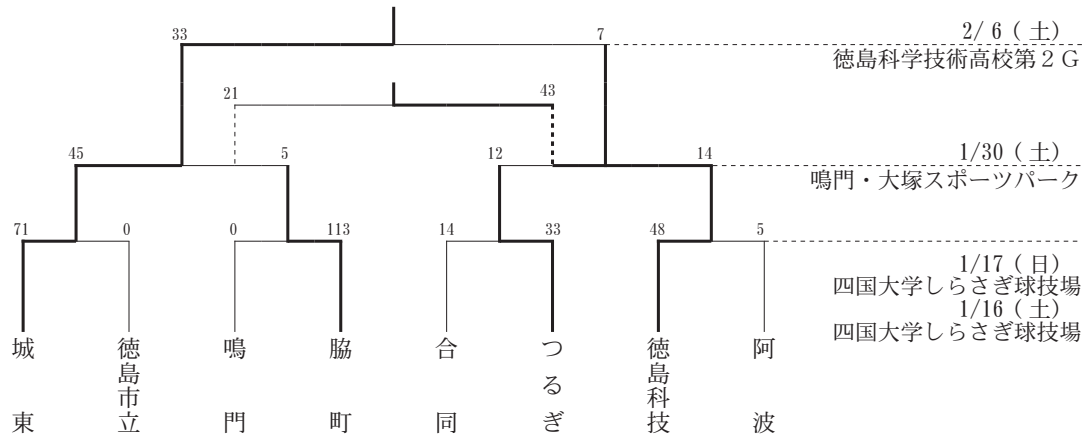 33
7
2/ 6 ( 土)
徳島科学技術高校第２Ｇ
21
43
45
5
12
14
1/30 ( 土)
鳴門・大塚スポーツパーク
71
0
0
113
14
33
48
5
1/17 ( 日)
四国大学しらさぎ球技場
1/16 ( 土)
四国大学しらさぎ球技場
城東
徳島市立
鳴門
脇町
合同
つるぎ
徳島科技
阿波